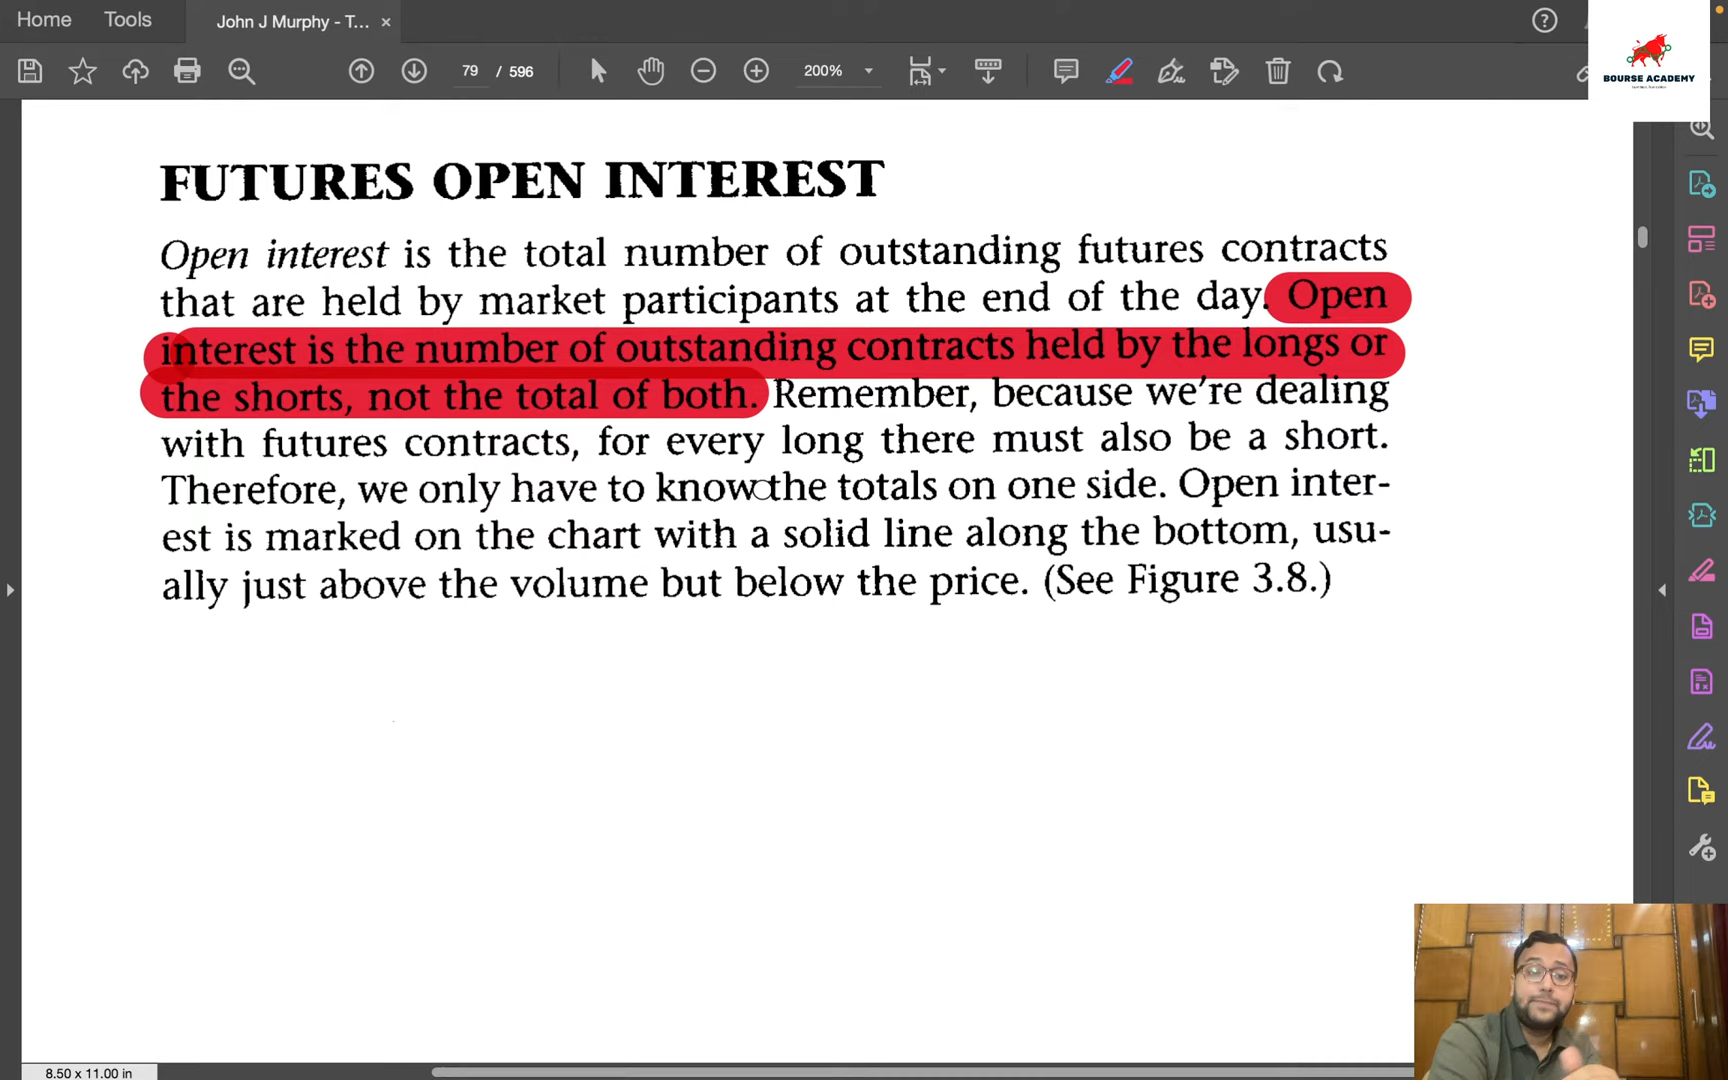 Home
Tools
John J Murphy - T...
79 / 596
200%
BOURSE ACADEMY
FUTURES OPEN INTEREST
Open interest is the total number of outstanding futures contracts
that are held by market participants at the end of the day. Open
interest is the number of outstanding contracts held by the longs or
the shorts, not the total of both. Remember, because we’re dealing
with futures contracts, for every long there must also be a short.
Therefore, we only have to know the totals on one side. Open inter-
est is marked on the chart with a solid line along the bottom, usu-
ally just above the volume but below the price. (See Figure 3.8.)
8.50 x 11.00 in